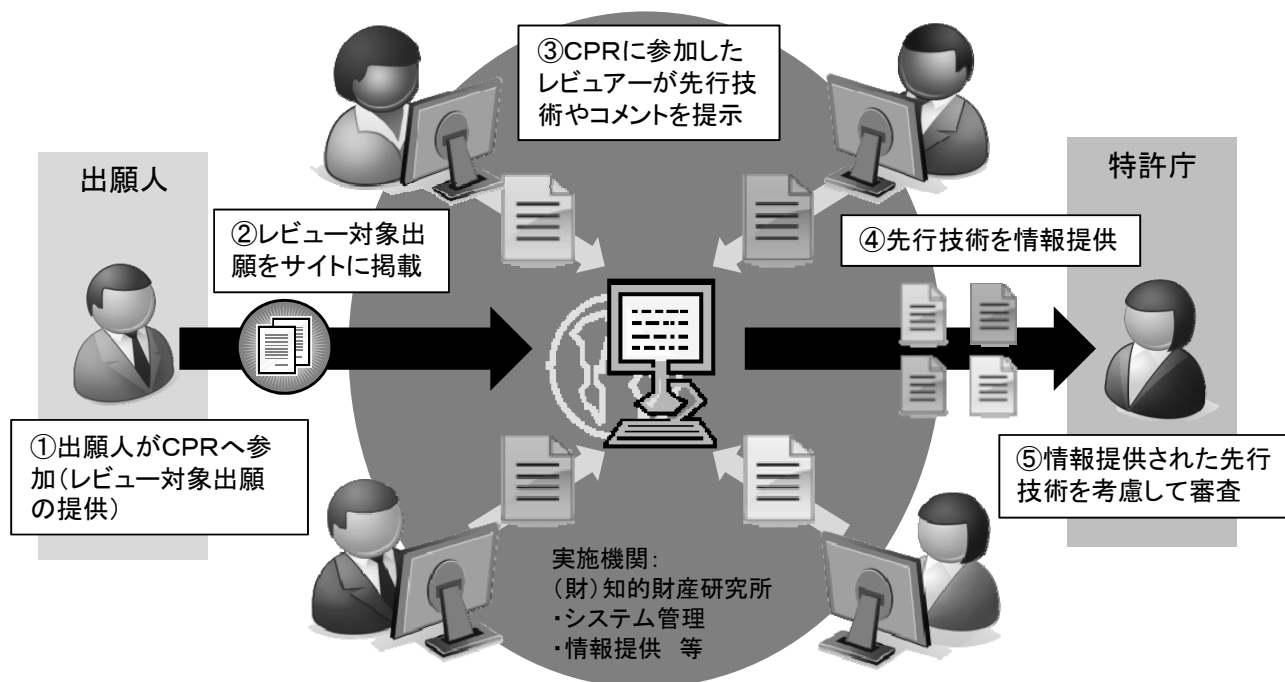 出願人
①出願人がCPRへ参
加(レビュー対象出願
の提供)
②レビュー対象出
願をサイトに掲載
③CPRに参加した
レビュアーが先行技
術やコメントを提示
④先行技術を情報提供
特許庁
⑤情報提供された先行
技術を考慮して審査
実施機関:
(財)知的財産研究所
・システム管理
・情報提供 等